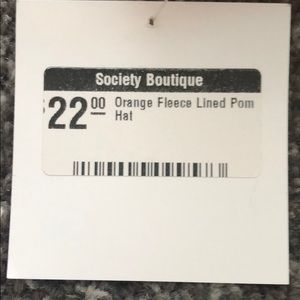 Society Boutique
$22.00 Orange Fleece Lined Pom
Hat